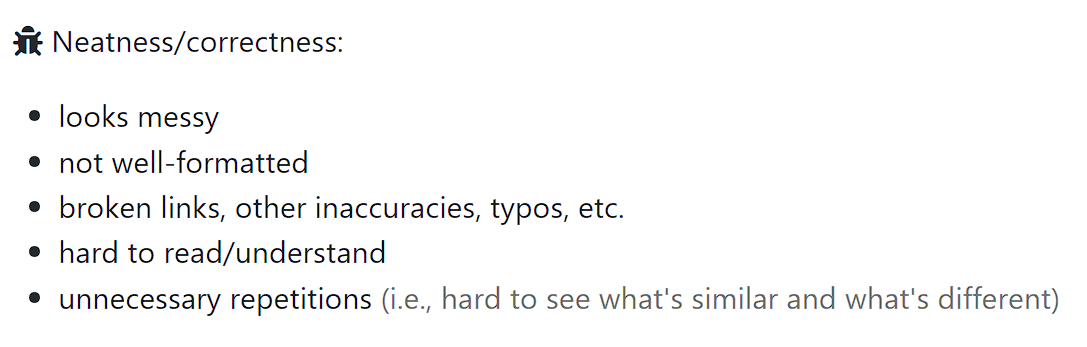 Neatness/correctness:
• looks messy
• not well-formatted
• broken links, other inaccuracies, typos, etc.
• hard to read/understand
• unnecessary repetitions (i.e., hard to see what's similar and what's different)